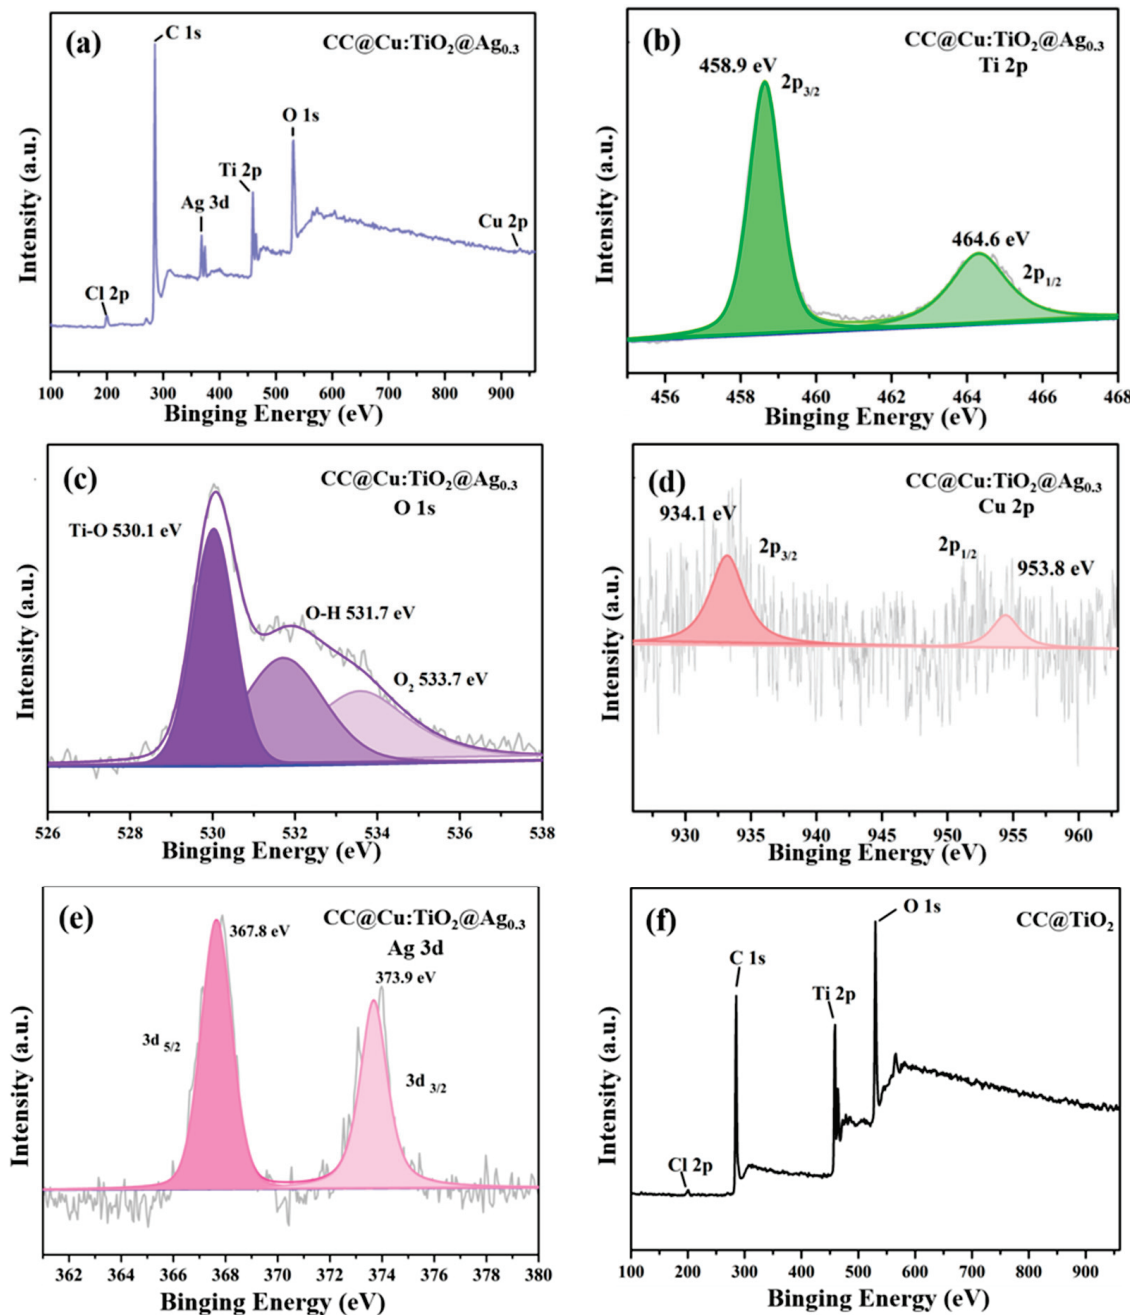 (a)
C 1s
CC@Cu:TiO₂@Ag₀.₃
O 1s
Ti 2p
Ag 3d
Cu 2p
Cl 2p
Intensity (a.u.)
100 200 300 400 500 600 700 800 900
Binging Energy (eV)
(b)
CC@Cu:TiO₂@Ag₀.₃
Ti 2p
458.9 eV
2p₃/₂
464.6 eV
2p₁/₂
Intensity (a.u.)
456 458 460 462 464 466 468
Binging Energy (eV)
(c)
CC@Cu:TiO₂@Ag₀.₃
O 1s
Ti-O 530.1 eV
O-H 531.7 eV
O₂ 533.7 eV
Intensity (a.u.)
526 528 530 532 534 536 538
Binging Energy (eV)
(d)
CC@Cu:TiO₂@Ag₀.₃
Cu 2p
934.1 eV
2p₃/₂
2p₁/₂
953.8 eV
Intensity (a.u.)
930 935 940 945 950 955 960
Binging Energy (eV)
(e)
CC@Cu:TiO₂@Ag₀.₃
Ag 3d
367.8 eV
373.9 eV
3d ₅/₂
3d ₃/₂
Intensity (a.u.)
362 364 366 368 370 372 374 376 378 380
Binging Energy (eV)
(f)
O 1s
CC@TiO₂
C 1s
Ti 2p
Cl 2p
Intensity (a.u.)
100 200 300 400 500 600 700 800 900
Binging Energy (eV)